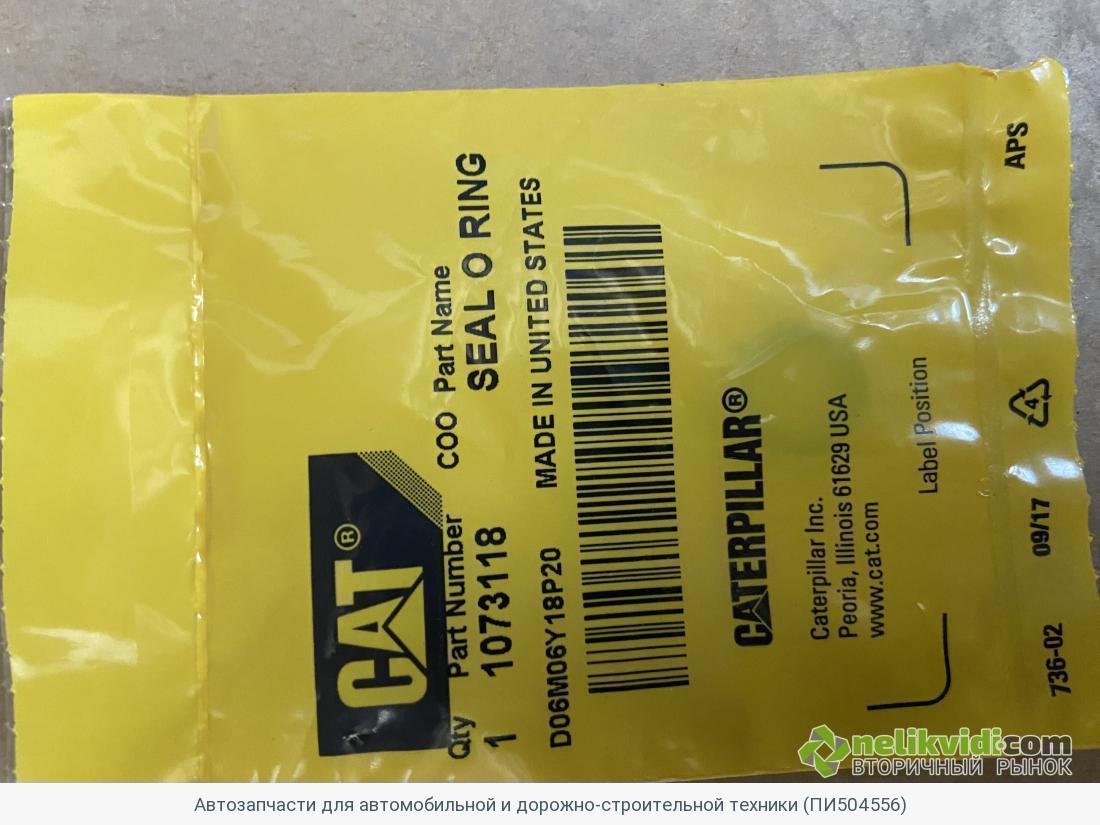 CAT®
Qty Part Number COO Part Name
1 1073118 SEAL O RING
D06M06Y18P20 MADE IN UNITED STATES
CATERPILLAR®
Caterpillar Inc.
Peoria, Illinois 61629 USA
www.cat.com
Label Position
736-02 09/17 4 APS
nelikvidi.com
ВТОРИЧНЫЙ РЫНОК
Автозапчасти для автомобильной и дорожно-строительной техники (ПИ504556)